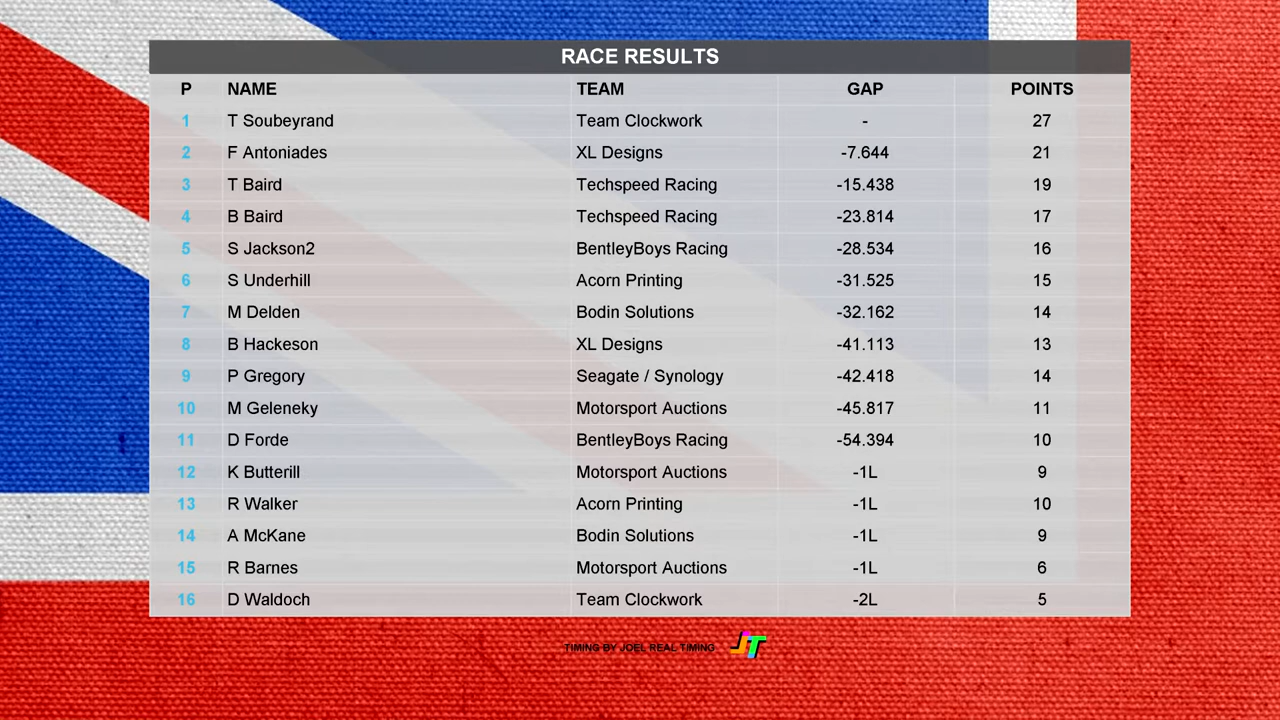 RACE RESULTS
P NAME TEAM GAP POINTS
1 T Soubeyrand Team Clockwork - 27
2 F Antoniades XL Designs -7.644 21
3 T Baird Techspeed Racing -15.438 19
4 B Baird Techspeed Racing -23.814 17
5 S Jackson2 BentleyBoys Racing -28.534 16
6 S Underhill Acorn Printing -31.525 15
7 M Delden Bodin Solutions -32.162 14
8 B Hackeson XL Designs -41.113 13
9 P Gregory Seagate / Synology -42.418 14
10 M Geleneky Motorsport Auctions -45.817 11
11 D Forde BentleyBoys Racing -54.394 10
12 K Butterill Motorsport Auctions -1L 9
13 R Walker Acorn Printing -1L 10
14 A McKane Bodin Solutions -1L 9
15 R Barnes Motorsport Auctions -1L 6
16 D Waldoch Team Clockwork -2L 5
TIMING BY JOEL REAL TIMING JT